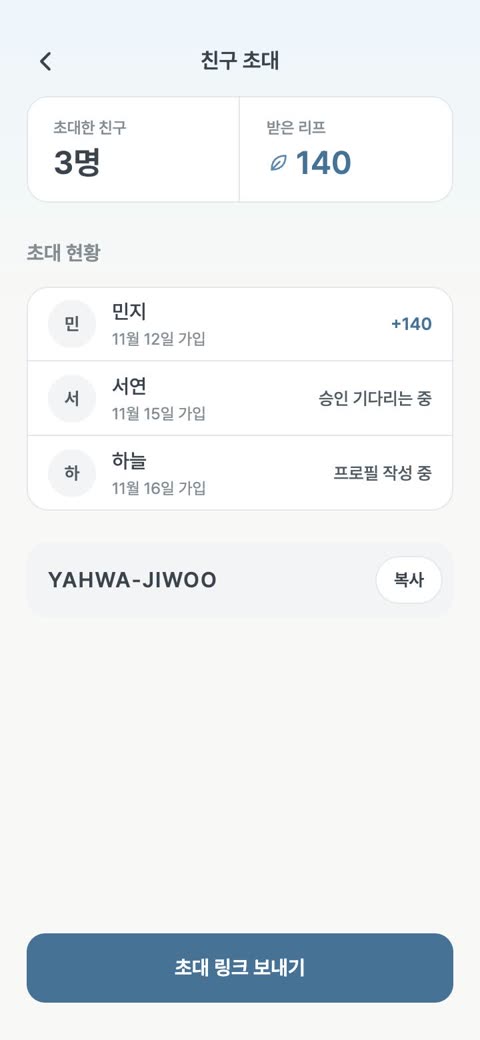 친구 초대
초대한 친구
3명
받은 리프
140
초대 현황
민
민지
11월 12일 가입
+140
서
서연
11월 15일 가입
승인 기다리는 중
하
하늘
11월 16일 가입
프로필 작성 중
YAHWA-JIWOO
복사
초대 링크 보내기